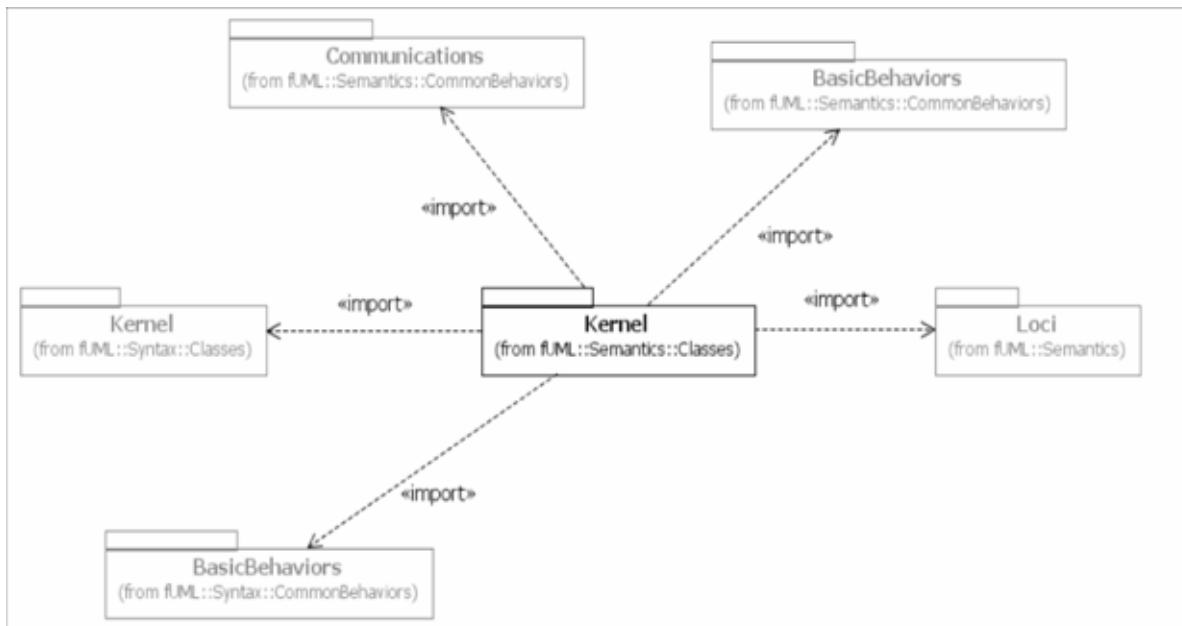 Communications
(from fUML::Semantics::CommonBehaviors)
BasicBehaviors
(from fUML::Semantics::CommonBehaviors)
«import»
«import»
«import»
«import»
Kernel
(from fUML::Syntax::Classes)
Kernel
(from fUML::Semantics::Classes)
Loci
(from fUML::Semantics)
«import»
BasicBehaviors
(from fUML::Syntax::CommonBehaviors)